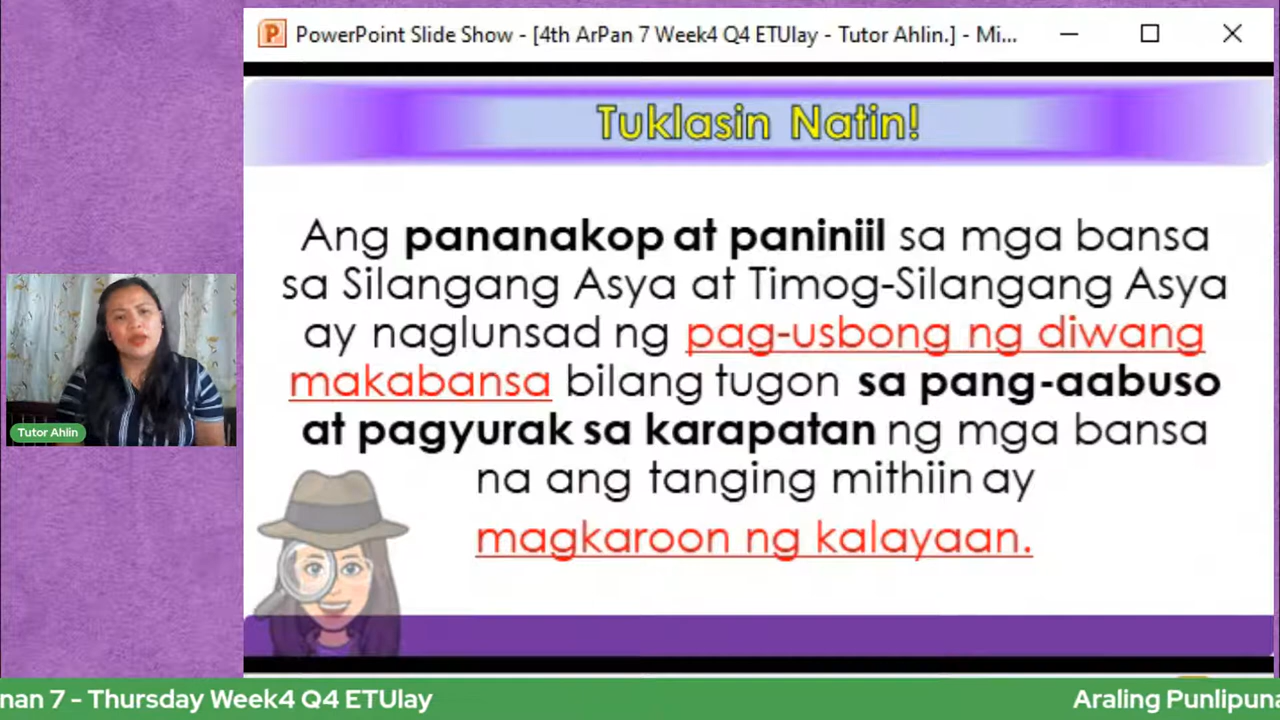 PowerPoint Slide Show - [4th ArPan 7 Week4 Q4 ETUlay - Tutor Ahlin.] - Mi...
Tuklasin Natin!
Ang pananakop at paniniil sa mga bansa
sa Silangang Asya at Timog-Silangang Asya
ay naglunsad ng pag-usbong ng diwang
makabansa bilang tugon sa pang-aabuso
at pagyurak sa karapatan ng mga bansa
na ang tanging mithiin ay
magkaroon ng kalayaan.
Tutor Ahlin
nan 7 - Thursday Week4 Q4 ETUlay
Araling Punlipuna